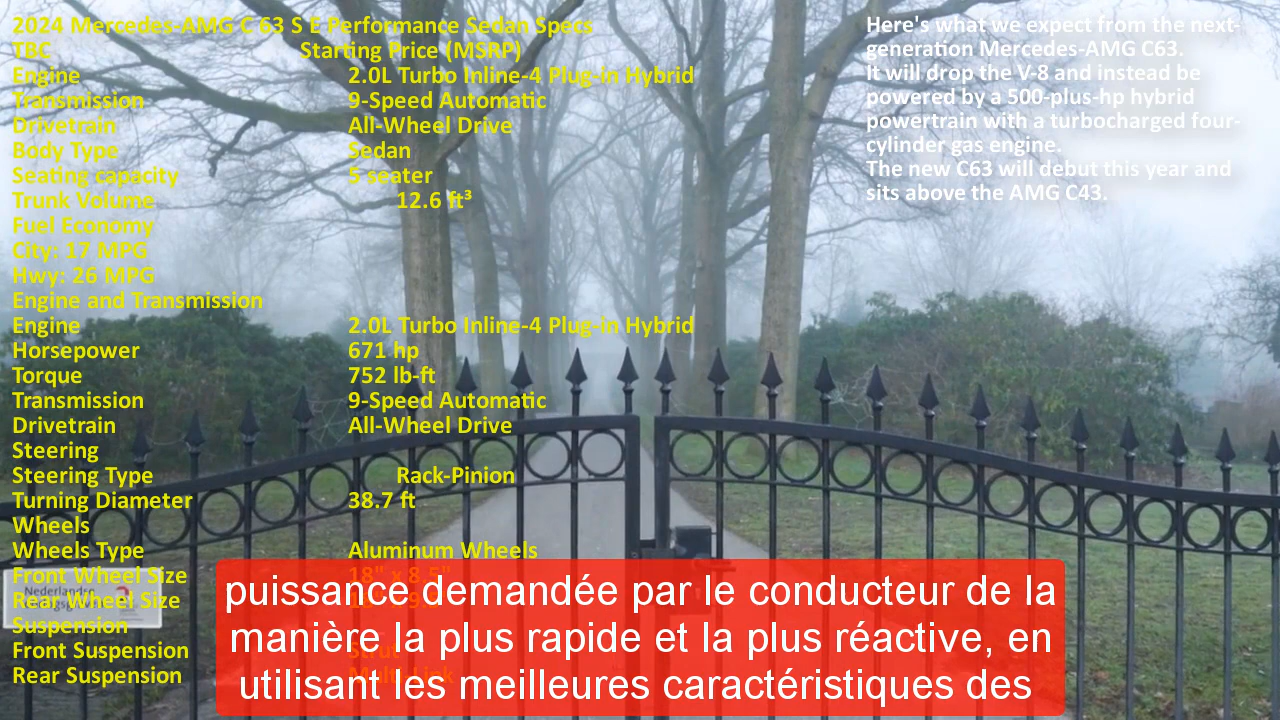 2024 Mercedes-AMG C 63 S E Performance Sedan Specs
TBC Starting Price (MSRP)
Engine 2.0L Turbo Inline-4 Plug-in Hybrid
Transmission 9-Speed Automatic
Drivetrain All-Wheel Drive
Body Type Sedan
Seating capacity 5 seater
Trunk Volume 12.6 ft³
Fuel Economy
City: 17 MPG
Hwy: 26 MPG
Engine and Transmission
Engine 2.0L Turbo Inline-4 Plug-in Hybrid
Horsepower 671 hp
Torque 752 lb-ft
Transmission 9-Speed Automatic
Drivetrain All-Wheel Drive
Steering
Steering Type Rack-Pinion
Turning Diameter 38.7 ft
Wheels
Wheels Type Aluminum Wheels
Front Wheel Size 18" x 8.5"
Rear Wheel Size
Suspension
Front Suspension Strut
Rear Suspension Multi-Link
Here's what we expect from the next-
generation Mercedes-AMG C63.
It will drop the V-8 and instead be
powered by a 500-plus-hp hybrid
powertrain with a turbocharged four-
cylinder gas engine.
The new C63 will debut this year and
sits above the AMG C43.
puissance demandée par le conducteur de la
manière la plus rapide et la plus réactive, en
utilisant les meilleures caractéristiques des